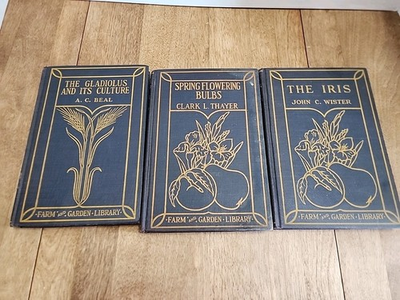 THE GLADIOLUS
AND ITS CULTURE
A. C. BEAL
FARM AND GARDEN LIBRARY
SPRING FLOWERING
BULBS
CLARK L. THAYER
FARM AND GARDEN LIBRARY
THE IRIS
JOHN C. WISTER
FARM AND GARDEN LIBRARY